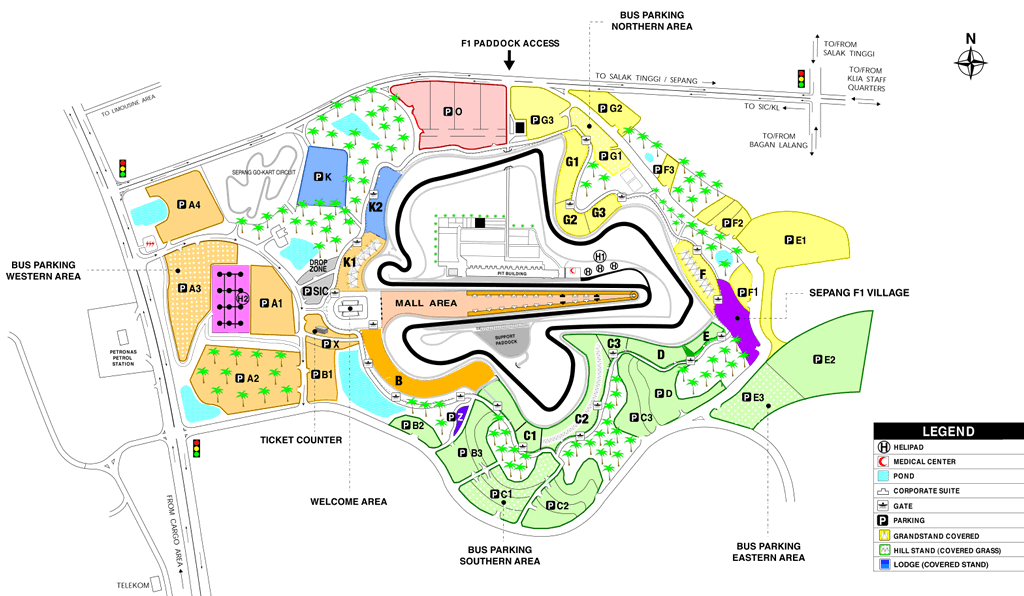 BUS PARKING
NORTHERN AREA
F1 PADDOCK ACCESS
N
TO/FROM
SALAK TINGGI
TO/FROM
KLIA STAFF
QUARTERS
TO SALAK TINGGI / SEPANG
TO SIC/KL
TO/FROM
BAGAN LALANG
TO LIMOUSINE AREA
P O
P G3
P G2
P G1
G1
G2
G3
P F3
P F2
P E1
SEPANG GO-KART CIRCUIT
P K
K2
P A4
BUS PARKING
WESTERN AREA
DROP
ZONE
K1
P SIC
H1
PIT BUILDING
F
P F1
SEPANG F1 VILLAGE
P A3
H2
P A1
MALL AREA
SUPPORT
PADDOCK
PETRONAS
PETROL
STATION
P X
P A2
P B1
B
C3
D
E
P E2
P D
P E3
P B2
P Z
C1
C2
P C3
P B3
P C1
P C2
TICKET COUNTER
WELCOME AREA
BUS PARKING
SOUTHERN AREA
BUS PARKING
EASTERN AREA
FROM CARGO AREA
TELEKOM
LEGEND
H HELIPAD
MEDICAL CENTER
POND
CORPORATE SUITE
GATE
P PARKING
GRANDSTAND COVERED
HILL STAND (COVERED GRASS)
LODGE (COVERED STAND)